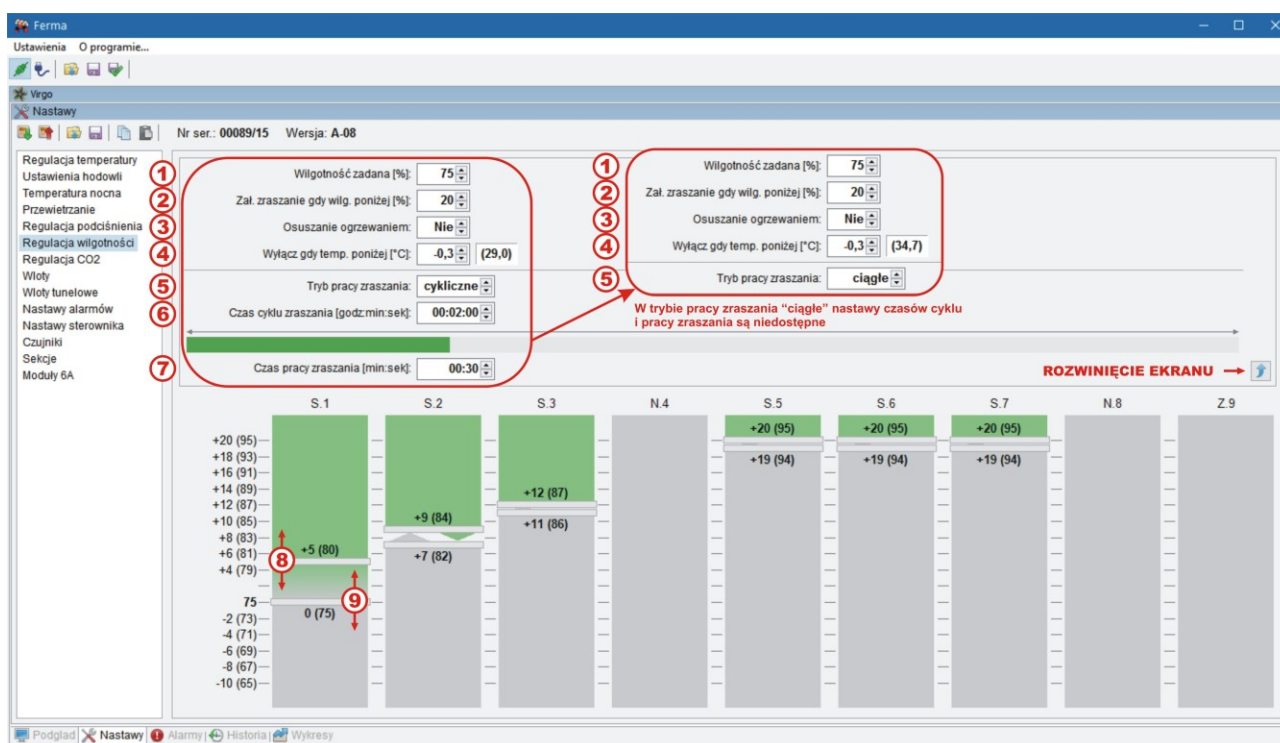 Ferma
Ustawienia O programie...
Virgo
Nastawy
Nr ser.: 00089/15 Wersja: A-08
Regulacja temperatury
Ustawienia hodowli
Temperatura nocna
Przewietrzanie
Regulacja podciśnienia
Regulacja wilgotności
Regulacja CO2
Wloty
Wloty tunelowe
Nastawy alarmów
Nastawy sterownika
Czujniki
Sekcje
Moduły 6A
1 Wilgotność zadana [%]: 75
2 Zał. zraszanie gdy wilg. poniżej [%]: 20
3 Osuszanie ogrzewaniem: Nie
4 Wyłącz gdy temp. poniżej [°C]: -0,3 (29,0)
5 Tryb pracy zraszania: cykliczne
6 Czas cyklu zraszania [godz:min:sek]: 00:02:00
7 Czas pracy zraszania [min:sek]: 00:30
1 Wilgotność zadana [%]: 75
2 Zał. zraszanie gdy wilg. poniżej [%]: 20
3 Osuszanie ogrzewaniem: Nie
4 Wyłącz gdy temp. poniżej [°C]: -0,3 (34,7)
5 Tryb pracy zraszania: ciągłe
W trybie pracy zraszania “ciągłe” nastawy czasów cyklu
i pracy zraszania są niedostępne
ROZWINIĘCIE EKRANU
S.1 S.2 S.3 N.4 S.5 S.6 S.7 N.8 Z.9
+20 (95)
+18 (93)
+16 (91)
+14 (89)
+12 (87)
+10 (85)
+8 (83)
+6 (81)
+4 (79)
75
-2 (73)
-4 (71)
-6 (69)
-8 (67)
-10 (65)
+5 (80)
0 (75)
8
9
+9 (84)
+7 (82)
+12 (87)
+11 (86)
+20 (95)
+19 (94)
+20 (95)
+19 (94)
+20 (95)
+19 (94)
Podgląd Nastawy Alarmy Historia Wykresy